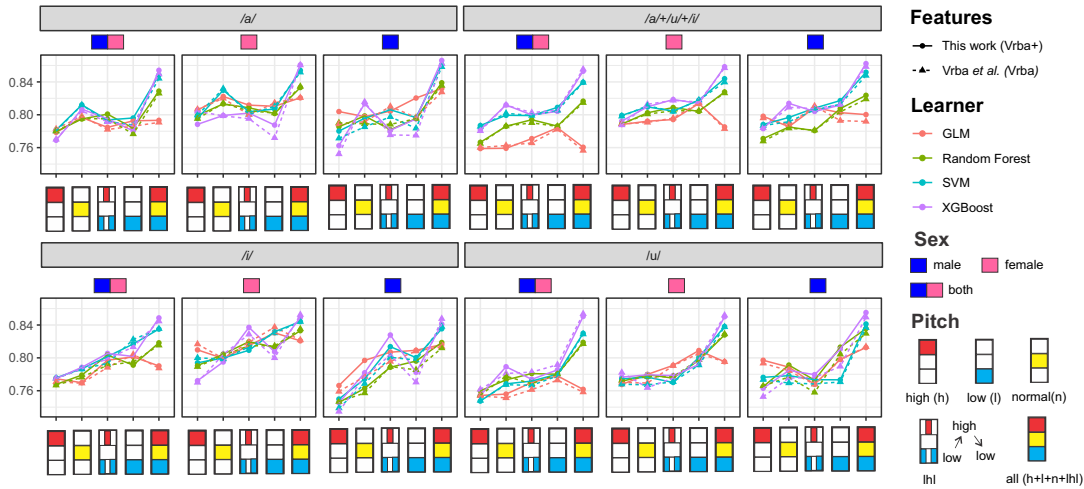 /a/
/a/+/u/+/i/
0.84
0.80
0.76
/i/
/u/
0.84
0.80
0.76
Features
This work (Vrba+)
Vrba et al. (Vrba)
Learner
GLM
Random Forest
SVM
XGBoost
Sex
male
female
both
Pitch
high (h)
low (l)
normal(n)
high
low
low
lhl
all (h+l+n+lhl)